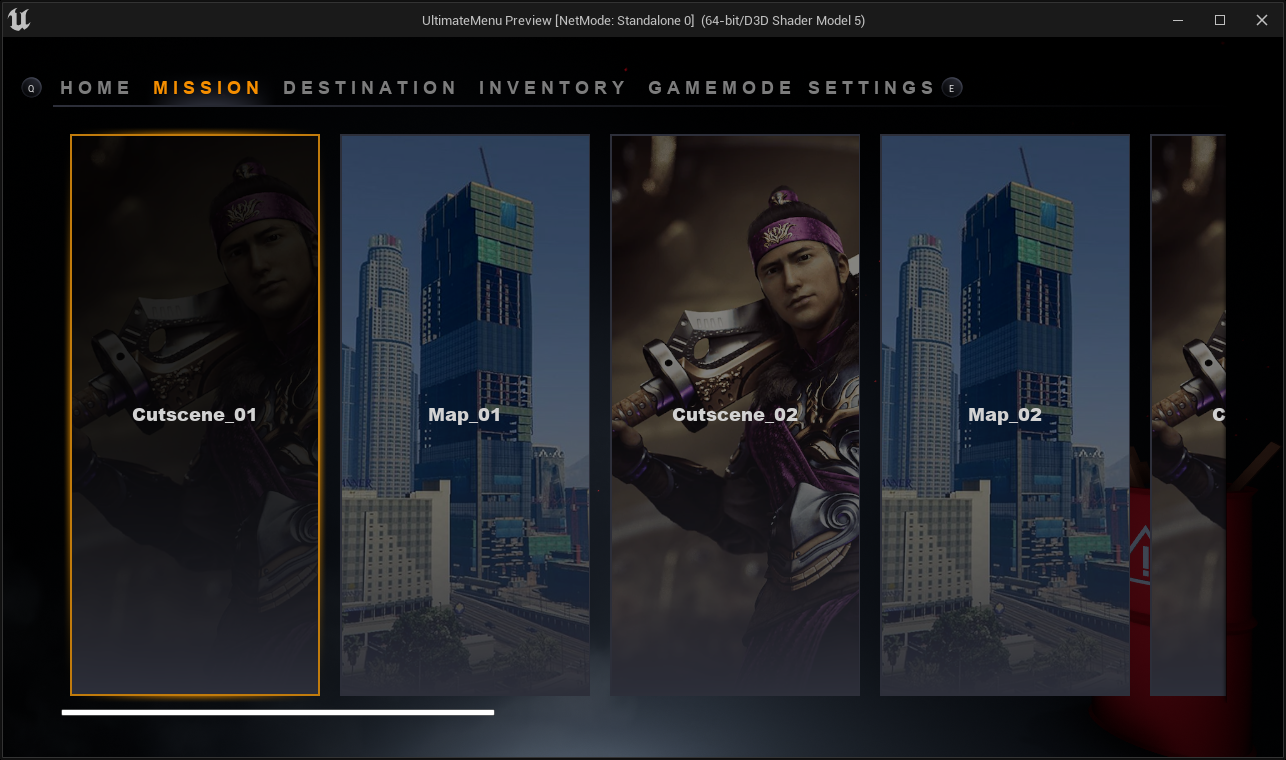 UltimateMenu Preview [NetMode: Standalone 0]  (64-bit/D3D Shader Model 5)
Q HOME MISSION DESTINATION INVENTORY GAMEMODE SETTINGS E
Cutscene_01 Map_01 Cutscene_02 Map_02 C